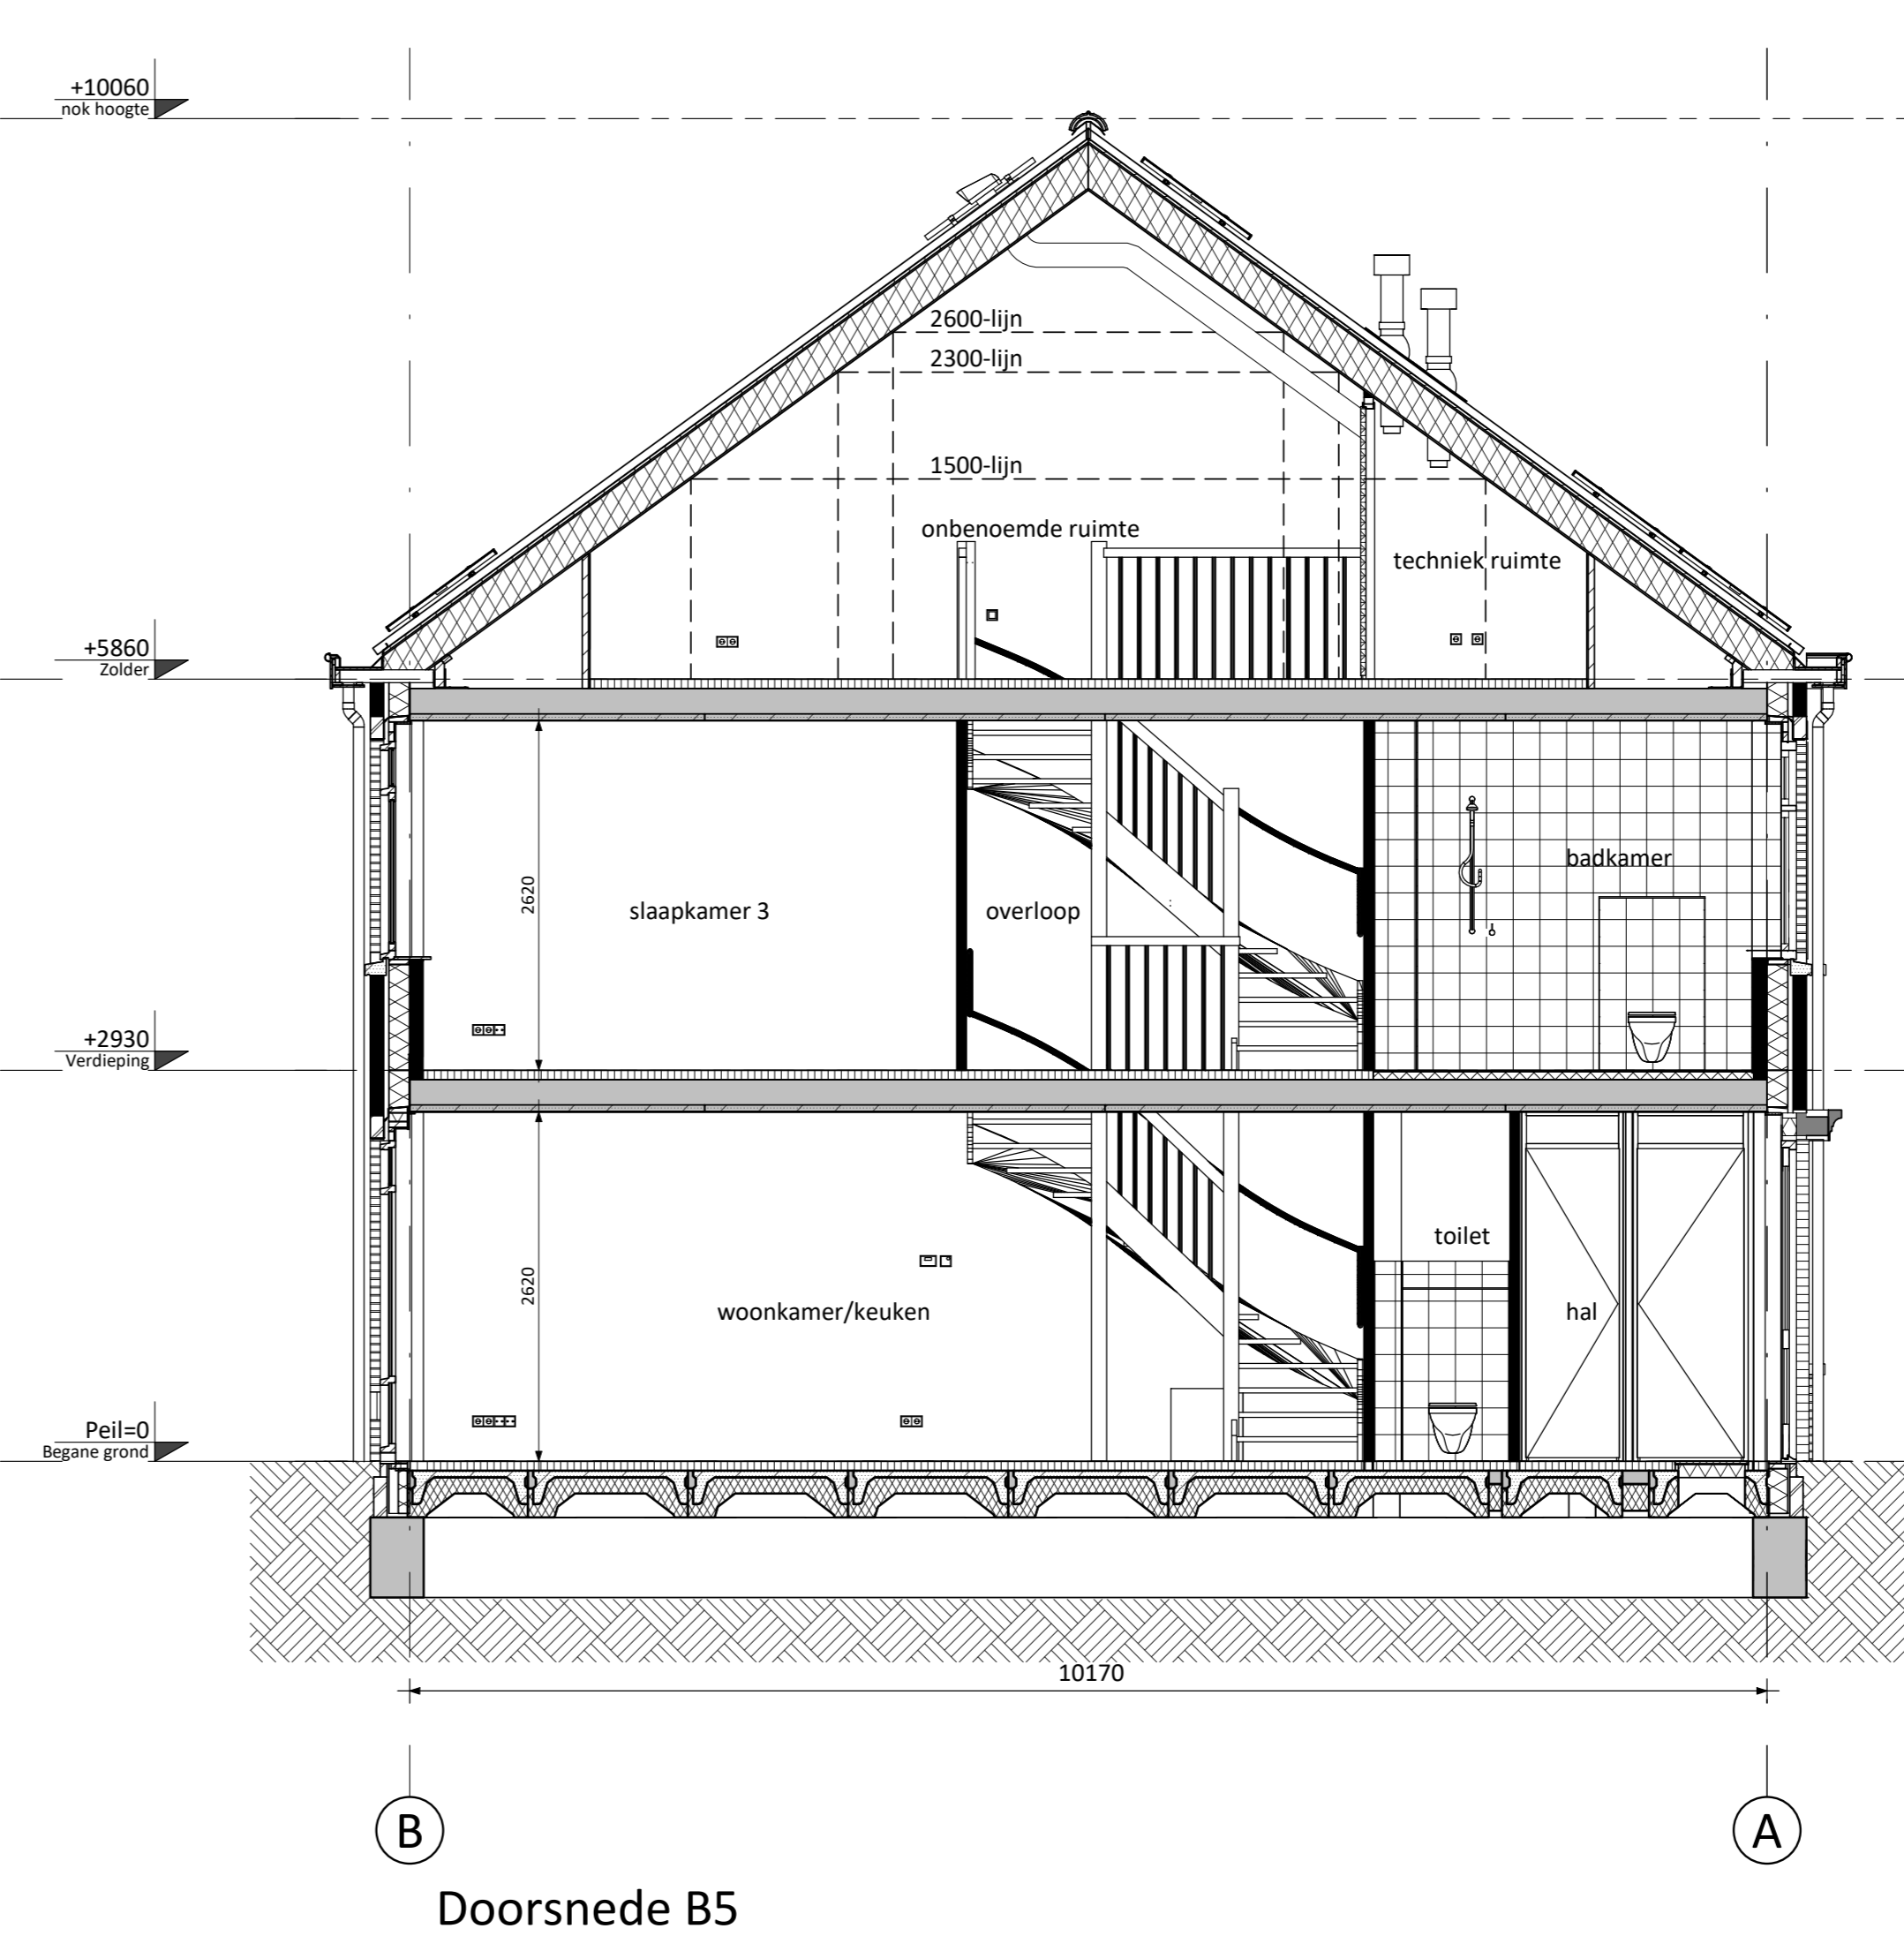 +10060
nok hoogte
2600-lijn
2300-lijn
1500-lijn
onbenoemde ruimte
techniek ruimte
+5860
Zolder
2620
slaapkamer 3
overloop
badkamer
+2930
Verdieping
2620
woonkamer/keuken
toilet
hal
Peil=0
Begane grond
10170
B
A
Doorsnede B5